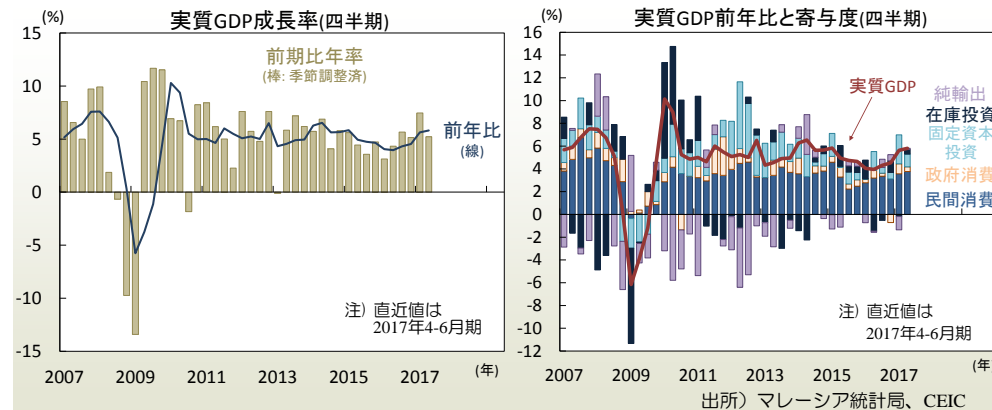 実質GDP成長率(四半期)
(%)
15
10
5
0
-5
-10
-15
前期比年率
(棒: 季節調整済)
前年比
(線)
注) 直近値は
2017年4-6月期
2007
2009
2011
2013
2015
2017
(年)
実質GDP前年比と寄与度(四半期)
(%)
16
14
12
10
8
6
4
2
0
-2
-4
-6
-8
-10
-12
実質GDP
純輸出
在庫投資
固定資本
投資
政府消費
民間消費
注) 直近値は
2017年4-6月期
2007
2009
2011
2013
2015
2017
(年)
出所）マレーシア統計局、CEIC